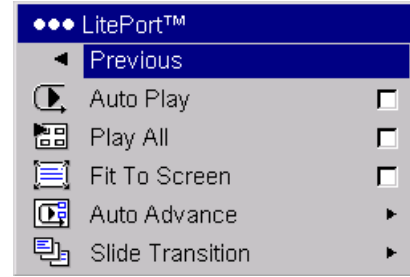 LitePort™
Previous
Auto Play
Play All
Fit To Screen
Auto Advance
Slide Transition